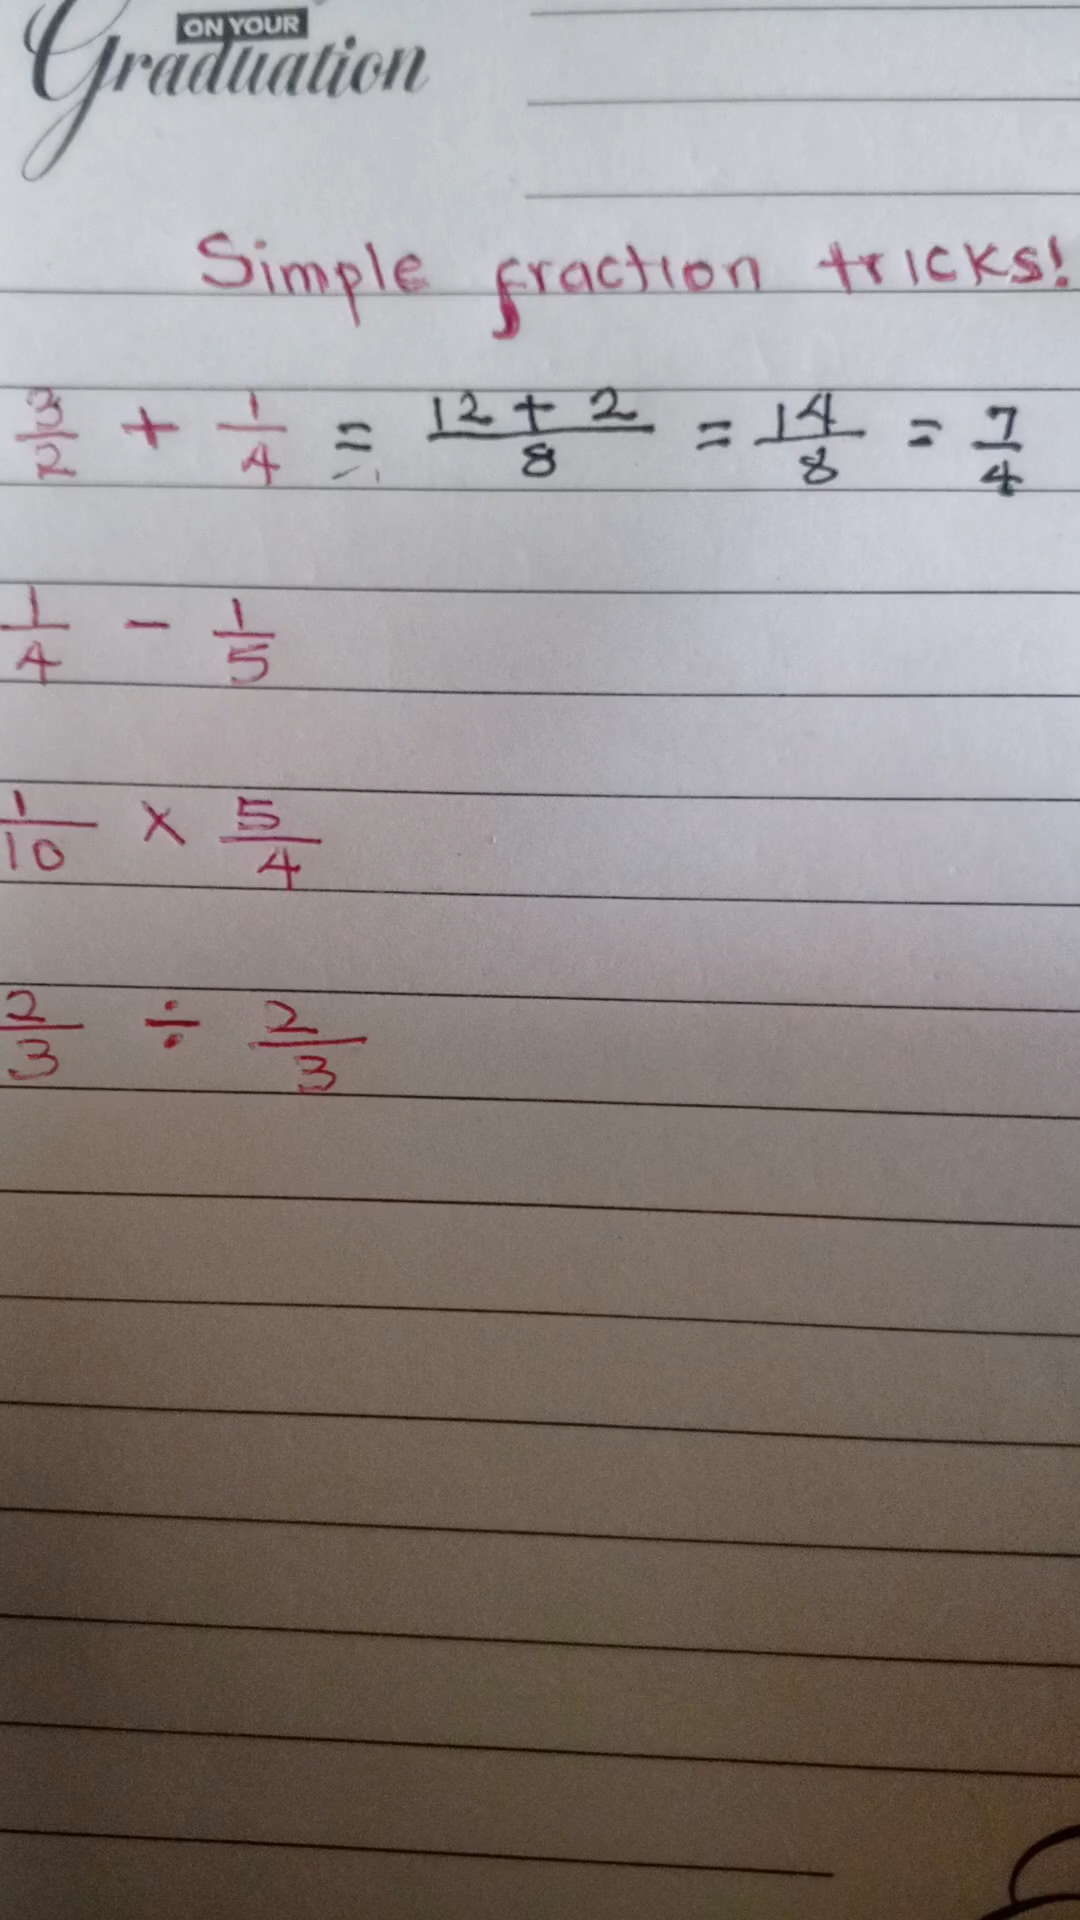 ON YOUR
Graduation
Simple fraction tricks!
3/2 + 1/4 = 12 + 2/8 = 14/8 = 7/4
1/4 - 1/5
1/10 × 5/4
2/3 ÷ 2/3